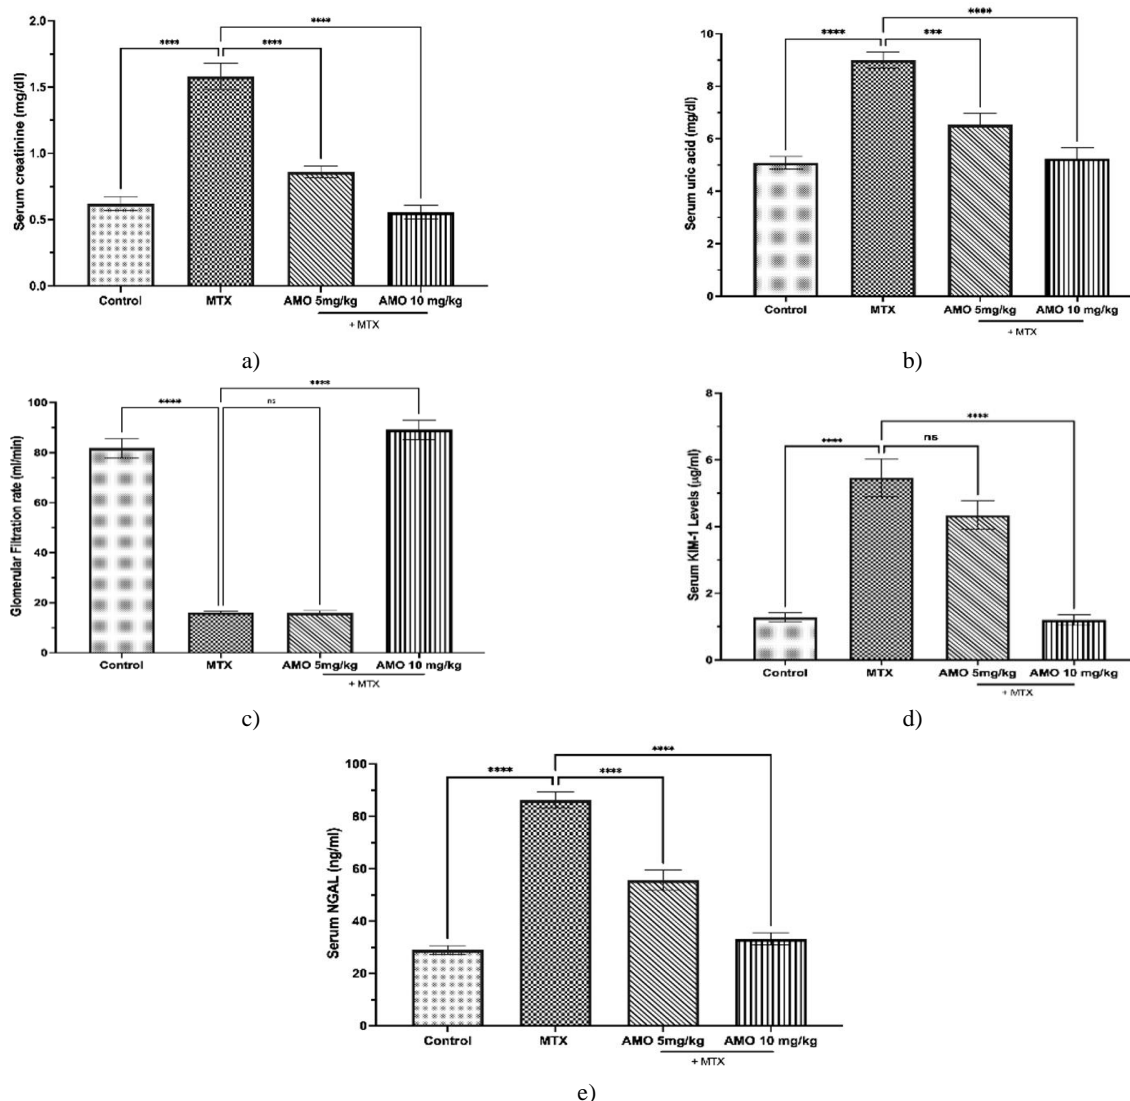 Serum creatinine (mg/dl)
2.0
1.5
1.0
0.5
0.0
****
**** ****
Control MTX AMO 5mg/kg AMO 10 mg/kg
+ MTX
a)
Serum uric acid (mg/dl)
10
8
6
4
2
0
****
**** ***
Control MTX AMO 5mg/kg AMO 10 mg/kg
+ MTX
b)
Glomerular Filtration rate (ml/min)
100
80
60
40
20
0
****
**** ns
Control MTX AMO 5mg/kg AMO 10 mg/kg
+ MTX
c)
Serum KIM-1 Levels (μg/ml)
8
6
4
2
0
****
**** ns
Control MTX AMO 5mg/kg AMO 10 mg/kg
+ MTX
d)
Serum NGAL (ng/ml)
100
80
60
40
20
0
****
**** ****
Control MTX AMO 5mg/kg AMO 10 mg/kg
+ MTX
e)